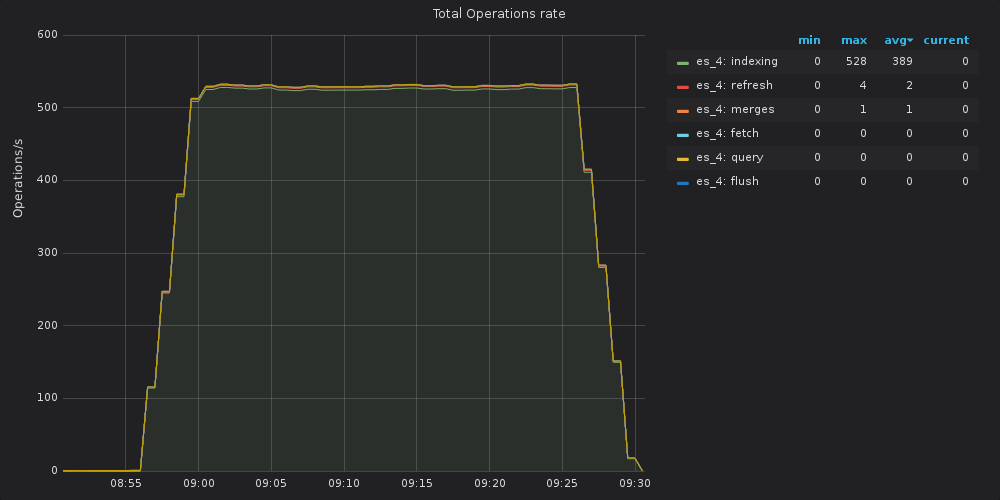 Total Operations rate
Operations/s
600
500
400
300
200
100
0
08:55 09:00 09:05 09:10 09:15 09:20 09:25 09:30
min max avg current
es_4: indexing 0 528 389 0
es_4: refresh 0 4 2 0
es_4: merges 0 1 1 0
es_4: fetch 0 0 0 0
es_4: query 0 0 0 0
es_4: flush 0 0 0 0